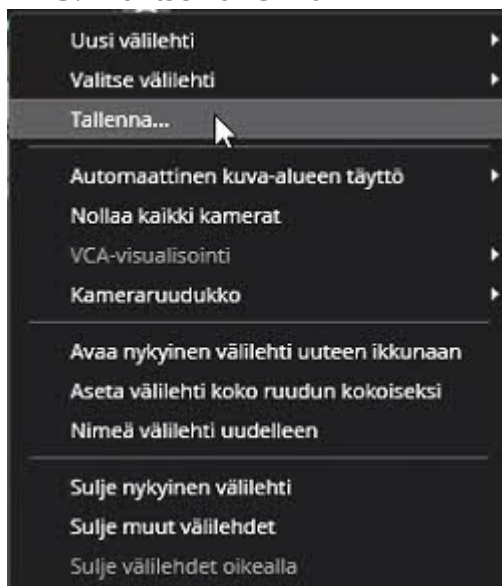 Uusi välilehti
Valitse välilehti
Tallenna...
Automaattinen kuva-alueen täyttö
Nollaa kaikki kamerat
VCA-visualisointi
Kameraruudukko
Avaa nykyinen välilehti uuteen ikkunaan
Aseta välilehti koko ruudun kokoiseksi
Nimeä välilehti uudelleen
Sulje nykyinen välilehti
Sulje muut välilehdet
Sulje välilehdet oikealla